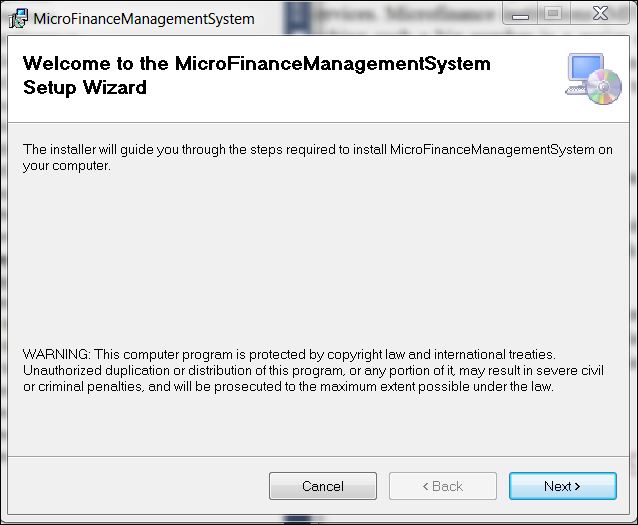 MicroFinanceManagementSystem
Welcome to the MicroFinanceManagementSystem
Setup Wizard
The installer will guide you through the steps required to install MicroFinanceManagementSystem on
your computer.
WARNING: This computer program is protected by copyright law and international treaties.
Unauthorized duplication or distribution of this program, or any portion of it, may result in severe civil
or criminal penalties, and will be prosecuted to the maximum extent possible under the law.
Cancel
< Back
Next >